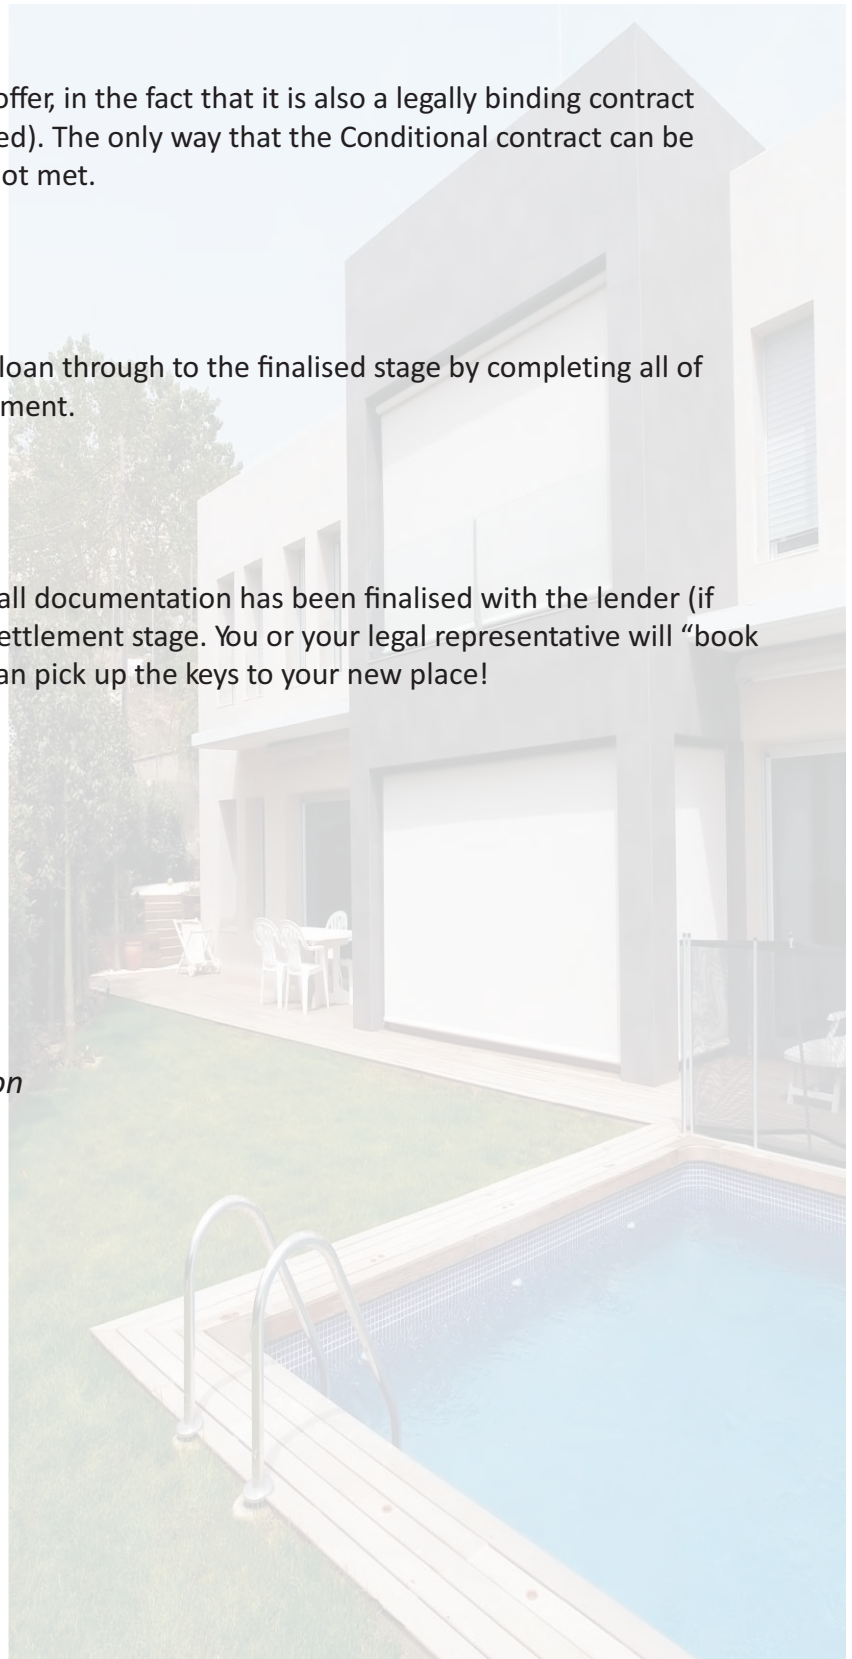 offer, in the fact that it is also a legally binding contract
ed). The only way that the Conditional contract can be
ot met.
loan through to the finalised stage by completing all of
ment.
all documentation has been finalised with the lender (if
ettlement stage. You or your legal representative will “book
an pick up the keys to your new place!
on